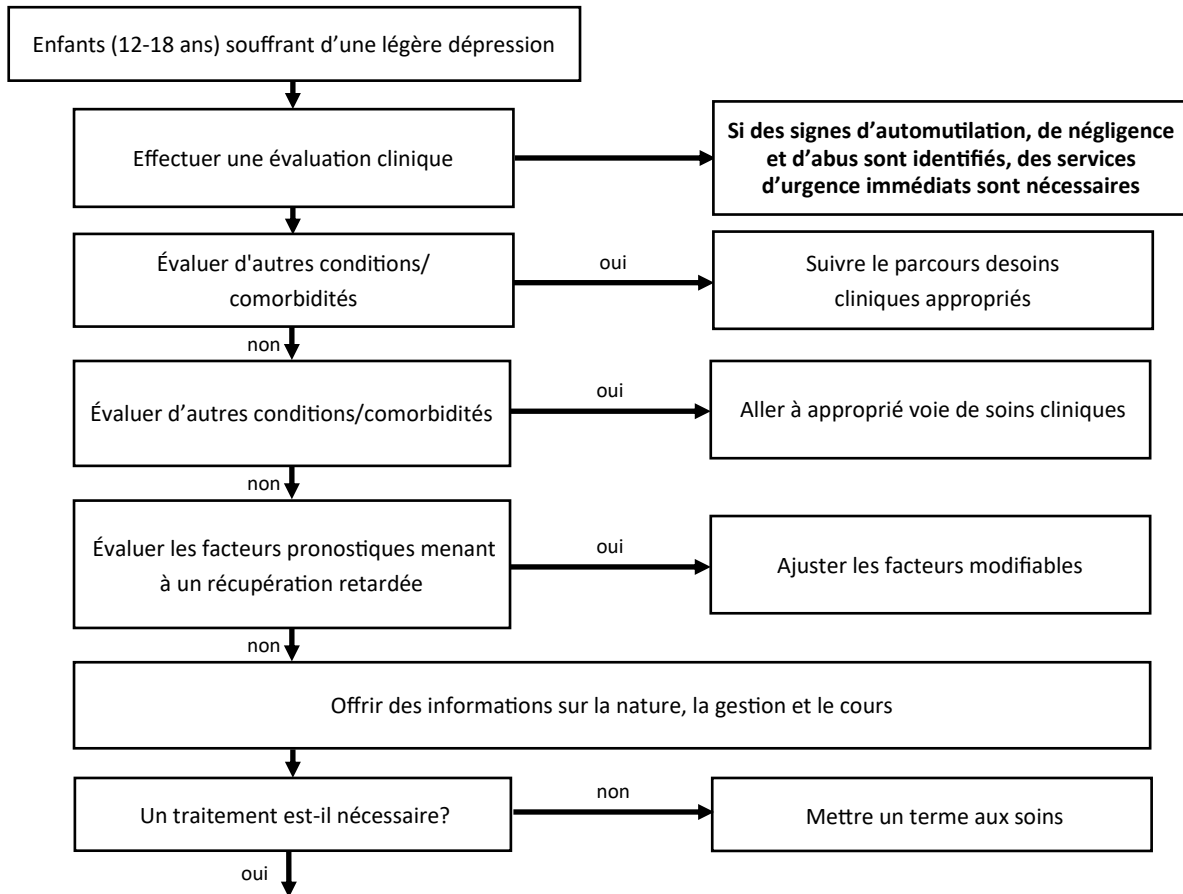 Enfants (12-18 ans) souffrant d’une légère dépression
Effectuer une évaluation clinique
Si des signes d’automutilation, de négligence
et d’abus sont identifiés, des services
d’urgence immédiats sont nécessaires
Évaluer d'autres conditions/
comorbidités
oui
Suivre le parcours desoins
cliniques appropriés
non
Évaluer d’autres conditions/comorbidités
oui
Aller à approprié voie de soins cliniques
non
Évaluer les facteurs pronostiques menant
à un récupération retardée
oui
Ajuster les facteurs modifiables
non
Offrir des informations sur la nature, la gestion et le cours
Un traitement est-il nécessaire?
non
Mettre un terme aux soins
oui